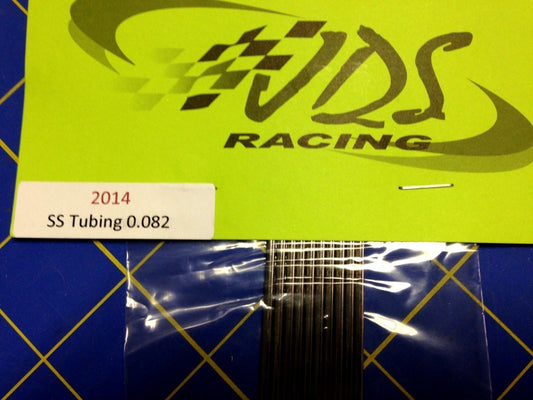 JDS
RACING
2014
SS Tubing 0.082